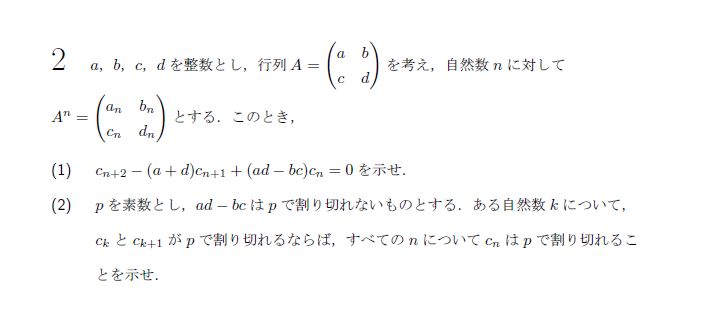 2 a, b, c, d を整数とし，行列 A = \begin{pmatrix} a & b \\ c & d \end{pmatrix} を考え，自然数 n に対して
A^n = \begin{pmatrix} a_n & b_n \\ c_n & d_n \end{pmatrix} とする．このとき，
(1) c_{n+2} − (a + d)c_{n+1} + (ad − bc)c_n = 0 を示せ．
(2) p を素数とし，ad − bc は p で割り切れないものとする．ある自然数 k について，
c_k と c_{k+1} が p で割り切れるならば，すべての n について c_n は p で割り切れるこ
とを示せ．